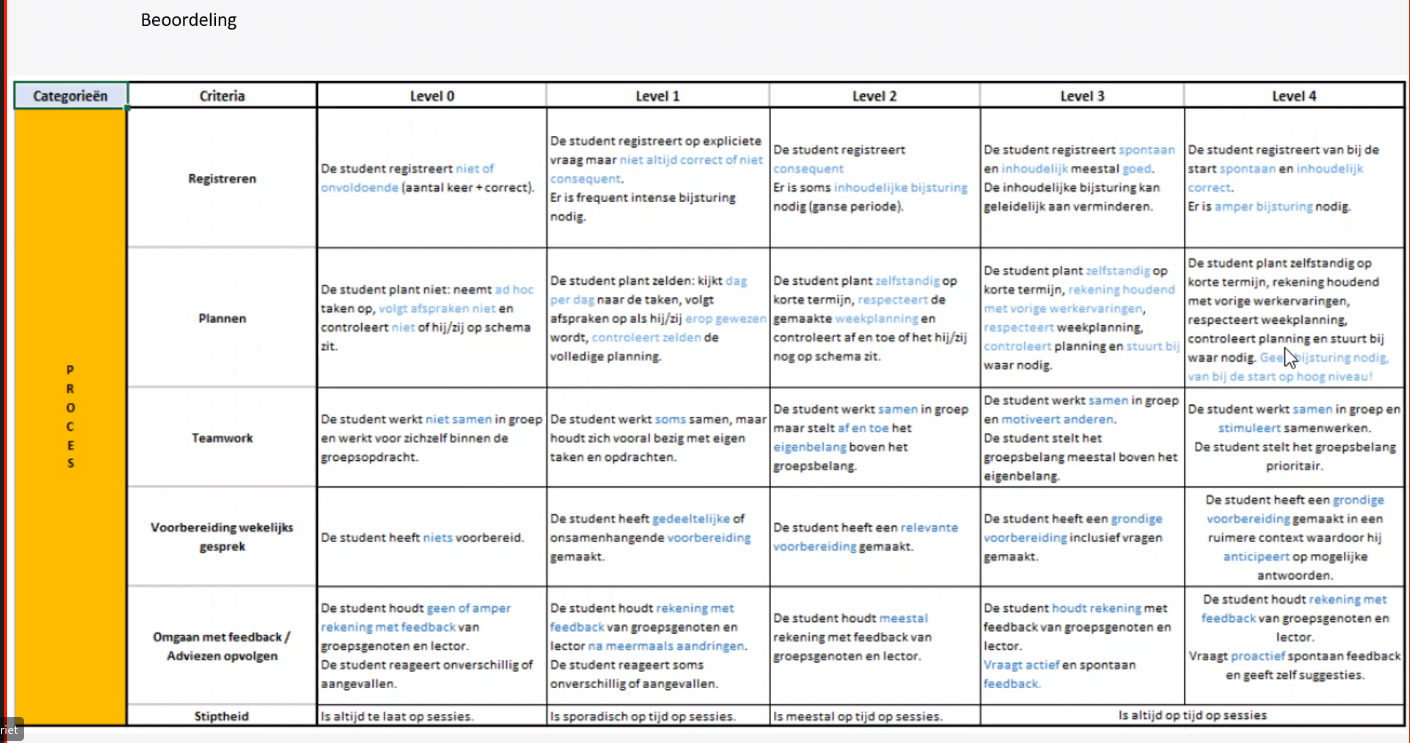 Beoordeling
Categorieën
Criteria
Level 0
Level 1
Level 2
Level 3
Level 4
P
R
O
C
E
S
Registreren
De student registreert niet of
onvoldoende (aantal keer + correct).
De student registreert op expliciete
vraag maar niet altijd correct of niet
consequent.
Er is frequent intense bijsturing
nodig.
De student registreert
consequent
Er is soms inhoudelijke bijsturing
nodig (ganse periode).
De student registreert spontaan
en inhoudelijk meestal goed.
De inhoudelijke bijsturing kan
geleidelijk aan verminderen.
De student registreert van bij de
start spontaan en inhoudelijk
correct.
Er is amper bijsturing nodig.
Plannen
De student plant niet: neemt ad hoc
taken op, volgt afspraken niet en
controleert niet of hij/zij op schema
zit.
De student plant zelden: kijkt dag
per dag naar de taken, volgt
afspraken op als hij/zij erop gewezen
wordt, controleert zelden de
volledige planning.
De student plant zelfstandig op
korte termijn, respecteert de
gemaakte weekplanning en
controleert af en toe of het hij/zij
nog op schema zit.
De student plant zelfstandig op
korte termijn, rekening houdend
met vorige werkervaringen,
respecteert weekplanning,
controleert planning en stuurt bij
waar nodig.
De student plant zelfstandig op
korte termijn, rekening houdend
met vorige werkervaringen,
respecteert weekplanning,
controleert planning en stuurt bij
waar nodig. Geen bijsturing nodig,
van bij de start op hoog niveau!
Teamwork
De student werkt niet samen in groep
en werkt voor zichzelf binnen de
groepsopdracht.
De student werkt soms samen, maar
houdt zich vooral bezig met eigen
taken en opdrachten.
De student werkt samen in groep
maar stelt af en toe het
eigenbelang boven het
groepsbelang.
De student werkt samen in groep
en motiveert anderen.
De student stelt het
groepsbelang meestal boven het
eigenbelang.
De student werkt samen in groep en
stimuleert samenwerken.
De student stelt het groepsbelang
prioritair.
Voorbereiding wekelijks
gesprek
De student heeft niets voorbereid.
De student heeft gedeeltelijke of
onsamenhangende voorbereiding
gemaakt.
De student heeft een relevante
voorbereiding gemaakt.
De student heeft een grondige
voorbereiding inclusief vragen
gemaakt.
De student heeft een grondige
voorbereiding gemaakt in een
ruimere context waardoor hij
anticipeert op mogelijke
antwoorden.
Omgaan met feedback /
Adviezen opvolgen
De student houdt geen of amper
rekening met feedback van
groepsgenoten en lector.
De student reageert onverschillig of
aangevallen.
De student houdt rekening met
feedback van groepsgenoten en
lector na meermaals aandringen.
De student reageert soms
onverschillig of aangevallen.
De student houdt meestal
rekening met feedback van
groepsgenoten en lector.
De student houdt rekening met
feedback van groepsgenoten en
lector.
Vraagt actief en spontaan
feedback.
De student houdt rekening met
feedback van groepsgenoten en
lector.
Vraagt proactief spontaan feedback
en geeft zelf suggesties.
Stiptheid
Is altijd te laat op sessies.
Is sporadisch op tijd op sessies.
Is meestal op tijd op sessies.
Is altijd op tijd op sessies
riet